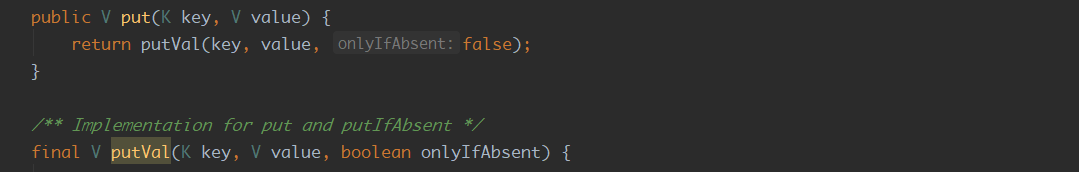 public V put(K key, V value) {
return putVal(key, value, onlyIfAbsent: false);
}
/** Implementation for put and putIfAbsent */
final V putVal(K key, V value, boolean onlyIfAbsent) {